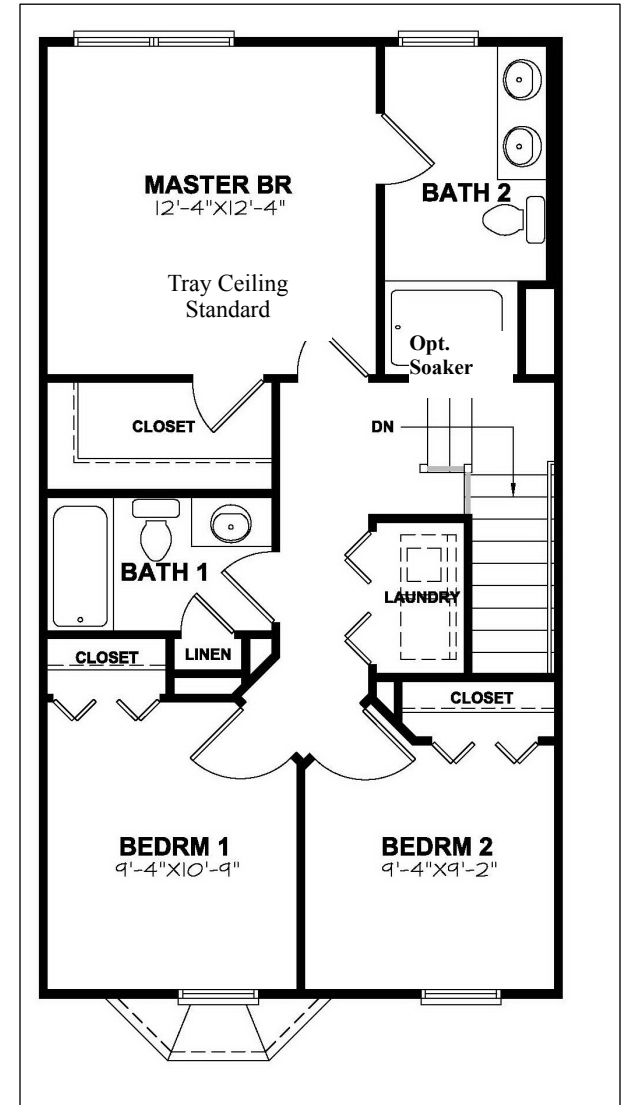 MASTER BR
12'-4"X12'-4"
Tray Ceiling
Standard
BATH 2
Opt.
Soaker
CLOSET
DN
BATH 1
LAUNDRY
CLOSET
LINEN
CLOSET
BEDRM 1
9'-4"X10'-9"
BEDRM 2
9'-4"X9'-2"